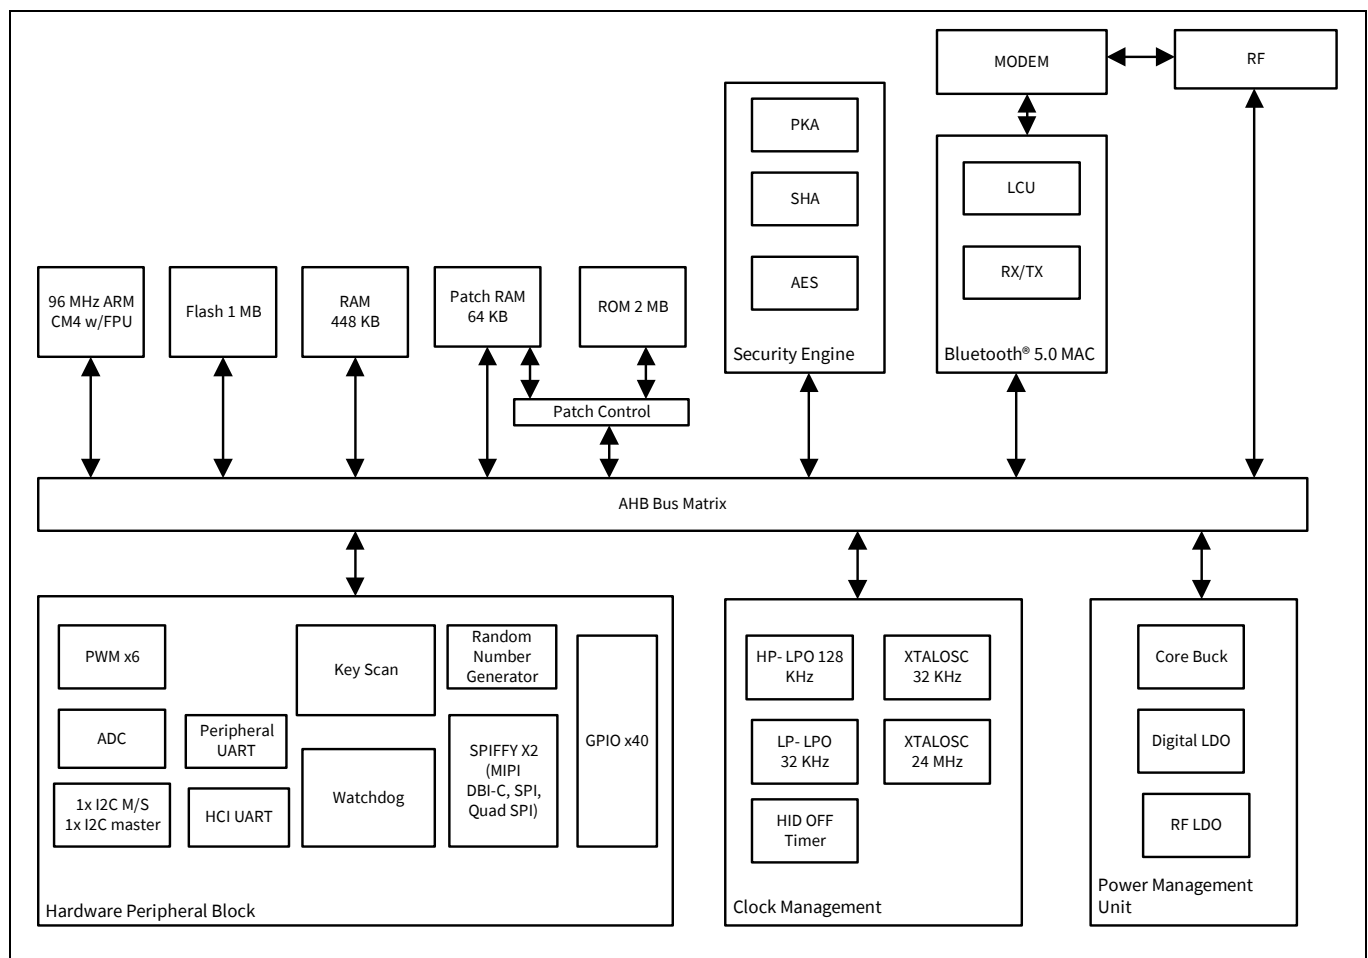 MODEM
RF
PKA
SHA
AES
Security Engine
LCU
RX/TX
Bluetooth® 5.0 MAC
96 MHz ARM
CM4 w/FPU
Flash 1 MB
RAM
448 KB
Patch RAM
64 KB
ROM 2 MB
Patch Control
AHB Bus Matrix
PWM x6
ADC
1x I2C M/S
1x I2C master
Peripheral
UART
HCI UART
Key Scan
Watchdog
Random
Number
Generator
SPIFFY X2
(MIPI
DBI-C, SPI,
Quad SPI)
GPIO x40
Hardware Peripheral Block
HP- LPO 128
KHz
XTALOSC
32 KHz
LP- LPO
32 KHz
XTALOSC
24 MHz
HID OFF
Timer
Clock Management
Core Buck
Digital LDO
RF LDO
Power Management
Unit